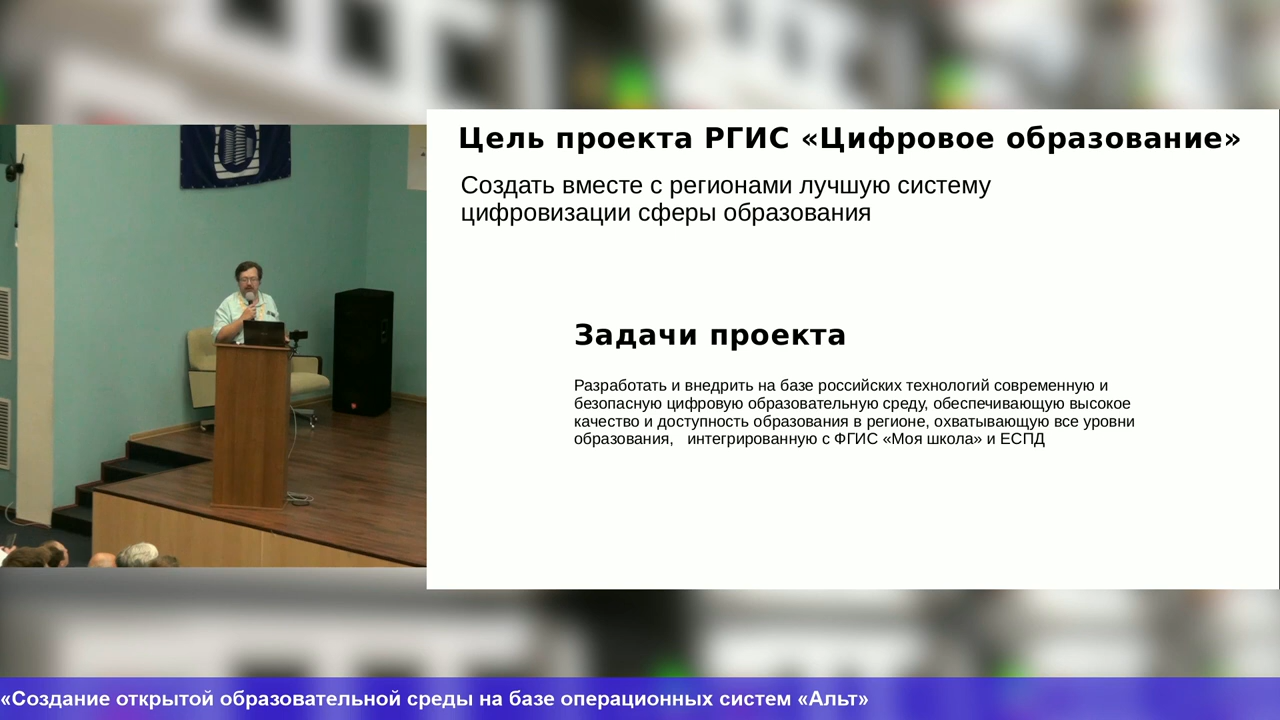 Цель проекта РГИС «Цифровое образование»
Создать вместе с регионами лучшую систему
цифровизации сферы образования
Задачи проекта
Разработать и внедрить на базе российских технологий современную и
безопасную цифровую образовательную среду, обеспечивающую высокое
качество и доступность образования в регионе, охватывающую все уровни
образования, интегрированную с ФГИС «Моя школа» и ЕСПД
«Создание открытой образовательной среды на базе операционных систем «Альт»